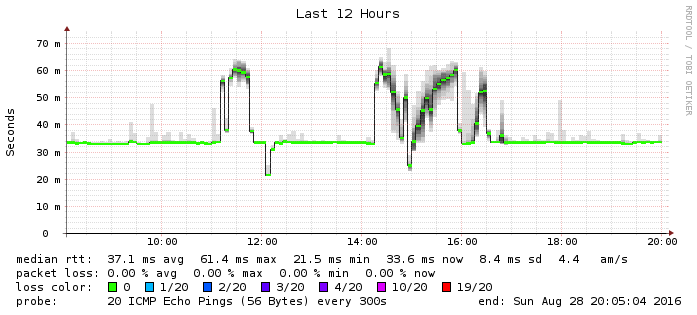 Last 12 Hours
RRDTOOL / TOBI OETIKER
Seconds
70 m
60 m
50 m
40 m
30 m
20 m
10 m
0
10:00 12:00 14:00 16:00 18:00 20:00
median rtt: 37.1 ms avg 61.4 ms max 21.5 ms min 33.6 ms now 8.4 ms sd 4.4 am/s
packet loss: 0.00 % avg 0.00 % max 0.00 % min 0.00 % now
loss color: 0 1/20 2/20 3/20 4/20 10/20 19/20
probe: 20 ICMP Echo Pings (56 Bytes) every 300s end: Sun Aug 28 20:05:04 2016